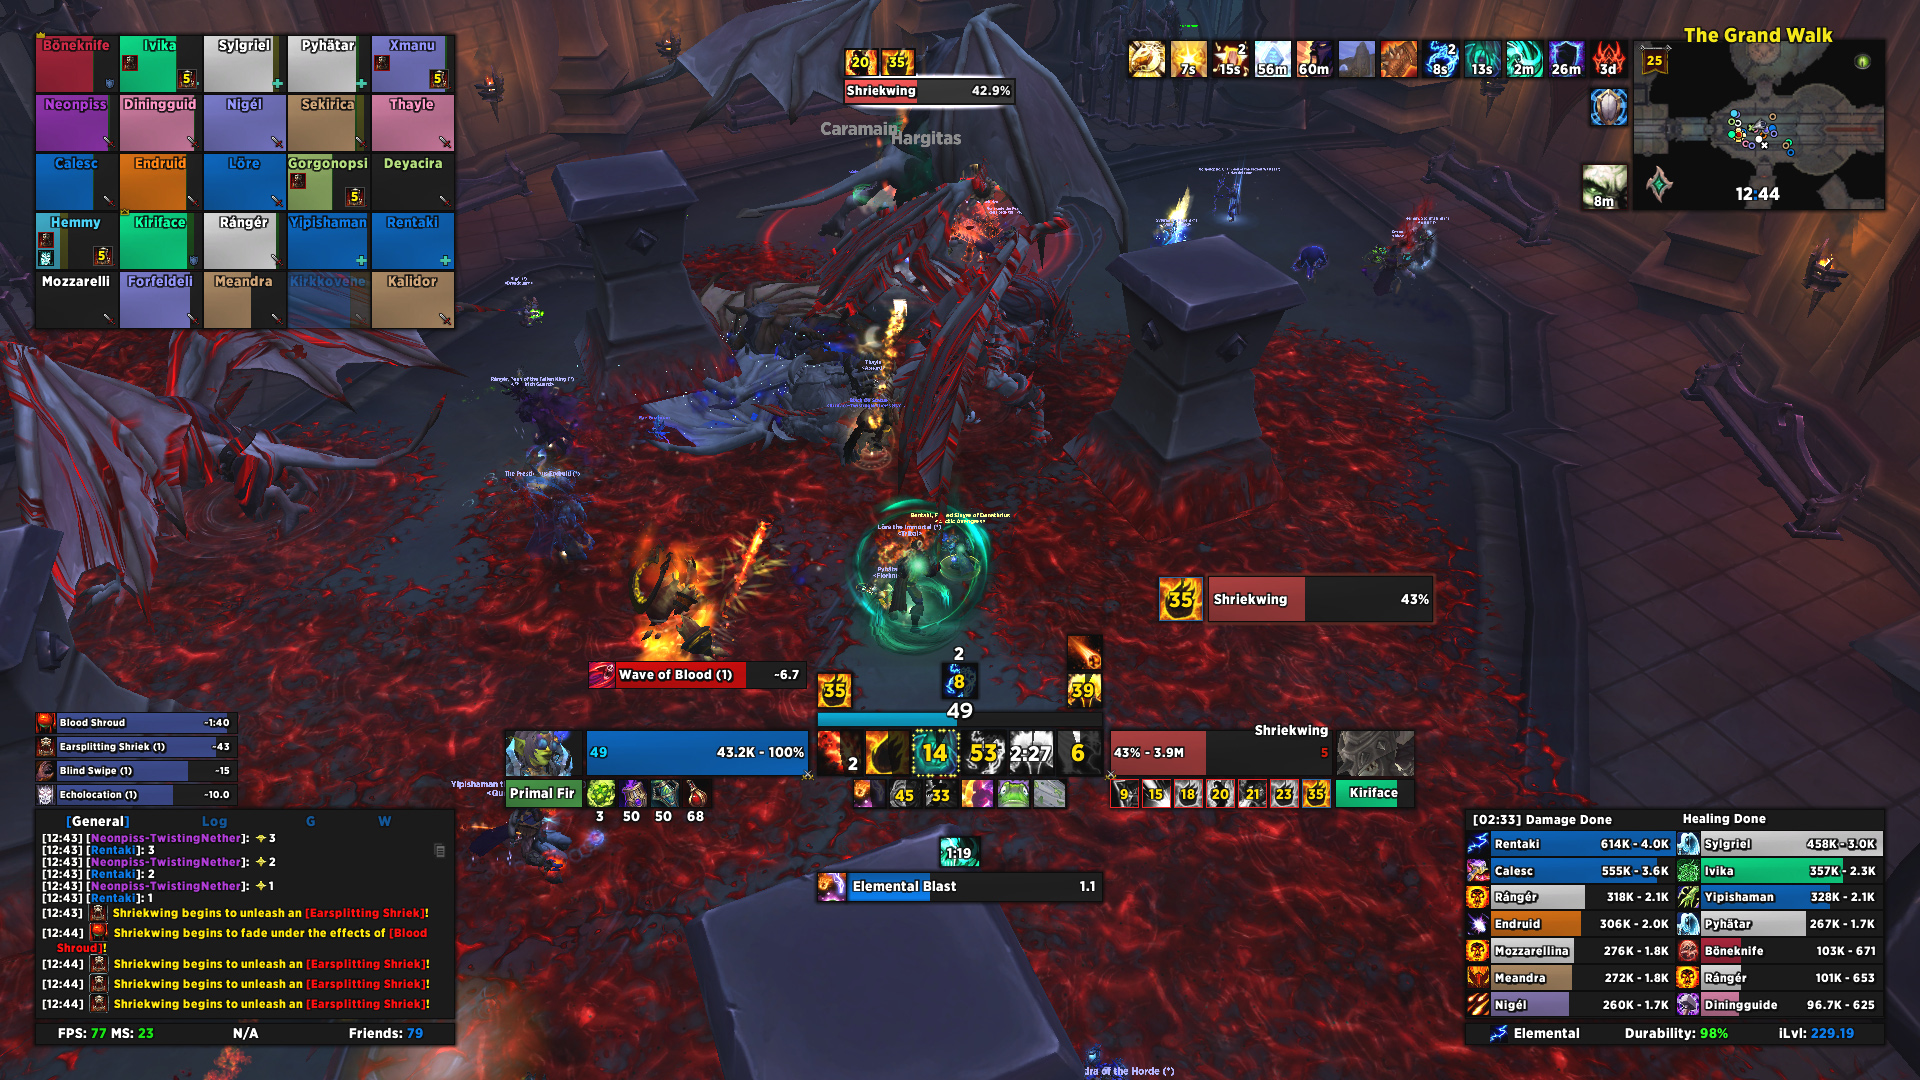 Böneknife
Ivika
Sylgriel
Pyhätar
Xmanu
5
5
Neonpiss
Diningguid
Nigél
Sekirica
Thayle
Calesc
Endruid
Löre
Gorgonopsi
Deyacira
5
Hemmy
Kiriface
Rángér
Yipishaman
Rentaki
5
Mozzarelli
Forfeldeli
Meandra
Kirkkovene
Kalidor
20
35
Shriekwing
42.9%
Caramain
Hargitas
7s
2
15s
56m
60m
2
8s
13s
2m
26m
3d
The Grand Walk
25
12:44
8m
35
Shriekwing
43%
Wave of Blood (1)
-6.7
35
2
8
39
49
Blood Shroud
-1:40
Earsplitting Shriek (1)
-43
Blind Swipe (1)
-15
Echolocation (1)
-10.0
49
43.2K - 100%
2
14
53
2:27
6
Shriekwing
43% - 3.9M
5
Primal Fir
3
50
50
68
45
33
9
15
18
20
21
23
35
Kiriface
1:19
Elemental Blast
1.1
[General]
Log
G
W
[12:43] [Neonpiss-TwistingNether]: 3
[12:43] [Rentaki]: 3
[12:43] [Neonpiss-TwistingNether]: 2
[12:43] [Rentaki]: 2
[12:43] [Neonpiss-TwistingNether]: 1
[12:43] [Rentaki]: 1
[12:43] Shriekwing begins to unleash an [Earsplitting Shriek]!
[12:44] Shriekwing begins to fade under the effects of [Blood
Shroud]!
[12:44] Shriekwing begins to unleash an [Earsplitting Shriek]!
[12:44] Shriekwing begins to unleash an [Earsplitting Shriek]!
[12:44] Shriekwing begins to unleash an [Earsplitting Shriek]!
FPS: 77 MS: 23
N/A
Friends: 79
[02:33] Damage Done
Rentaki 614K - 4.0K
Calesc 555K - 3.6K
Rángér 318K - 2.1K
Endruid 306K - 2.0K
Mozzarellina 276K - 1.8K
Meandra 272K - 1.8K
Nigél 260K - 1.7K
Healing Done
Sylgriel 458K - 3.0K
Ivika 357K - 2.3K
Yipishaman 328K - 2.1K
Pyhätar 267K - 1.7K
Böneknife 103K - 671
Rángér 101K - 653
Diningguide 96.7K - 625
Elemental
Durability: 98%
iLvl: 229.19
dra of the Horde (*)